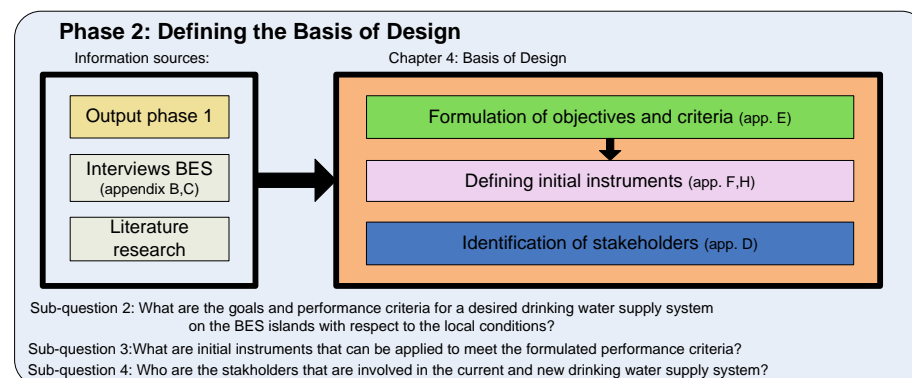 Phase 2: Defining the Basis of Design
Information sources:
Chapter 4: Basis of Design
Output phase 1
Interviews BES
(appendix B,C)
Literature
research
Formulation of objectives and criteria (app. E)
Defining initial instruments (app. F,H)
Identification of stakeholders (app. D)
Sub-question 2: What are the goals and performance criteria for a desired drinking water supply system
on the BES islands with respect to the local conditions?
Sub-question 3:What are initial instruments that can be applied to meet the formulated performance criteria?
Sub-question 4: Who are the stakholders that are involved in the current and new drinking water supply system?